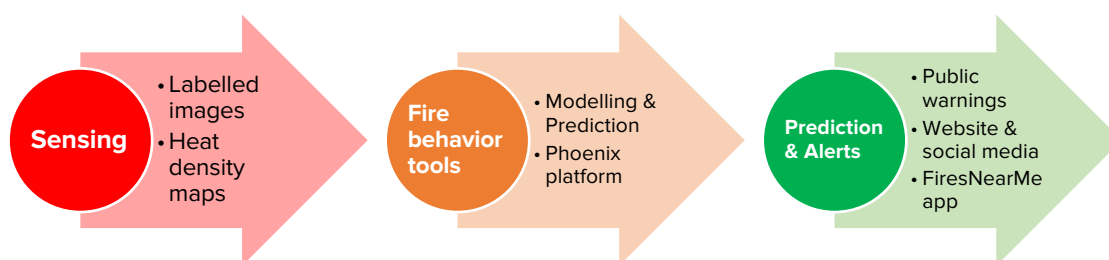 Sensing
• Labelled
images
• Heat
density
maps
Fire
behavior
tools
• Modelling &
Prediction
• Phoenix
platform
Prediction
& Alerts
• Public
warnings
• Website &
social media
• FiresNearMe
app